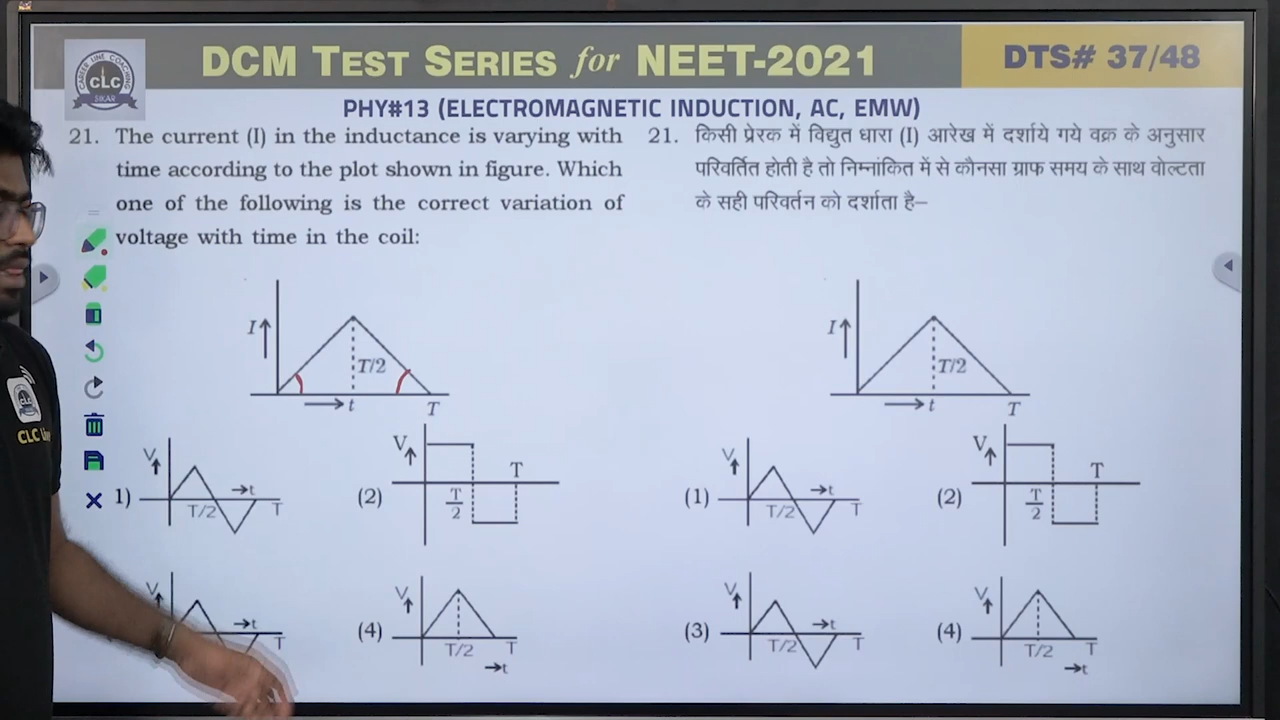 DCM TEST SERIES for NEET-2021
DTS# 37/48
CAREER LINE COACHING
CLC
SIKAR
PHY#13 (ELECTROMAGNETIC INDUCTION, AC, EMW)
21. The current (I) in the inductance is varying with
time according to the plot shown in figure. Which
one of the following is the correct variation of
voltage with time in the coil:
I
T/2
t
T
1)
V
t
T/2
T
(2)
V
T/2
T
V
t
T
(4)
V
T/2
T
t
21. किसी प्रेरक में विद्युत धारा (I) आरेख में दर्शाये गये वक्र के अनुसार
परिवर्तित होती है तो निम्नांकित में से कौनसा ग्राफ समय के साथ वोल्टता
के सही परिवर्तन को दर्शाता है–
I
T/2
t
T
(1)
V
t
T/2
T
(2)
V
T/2
T
(3)
V
t
T/2
T
(4)
V
T/2
T
t